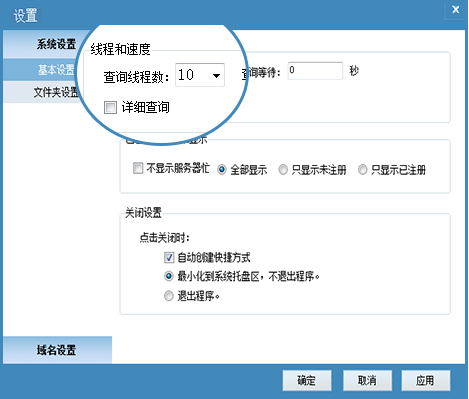 设置
x
系统设置
基本设置
文件夹设置
线程和速度
查询线程数: 10
查询等待: 0 秒
详细查询
显示
不显示服务器忙 全部显示 只显示未注册 只显示已注册
关闭设置
点击关闭时:
自动创建快捷方式
最小化到系统托盘区，不退出程序。
退出程序。
域名设置
确定 取消 应用